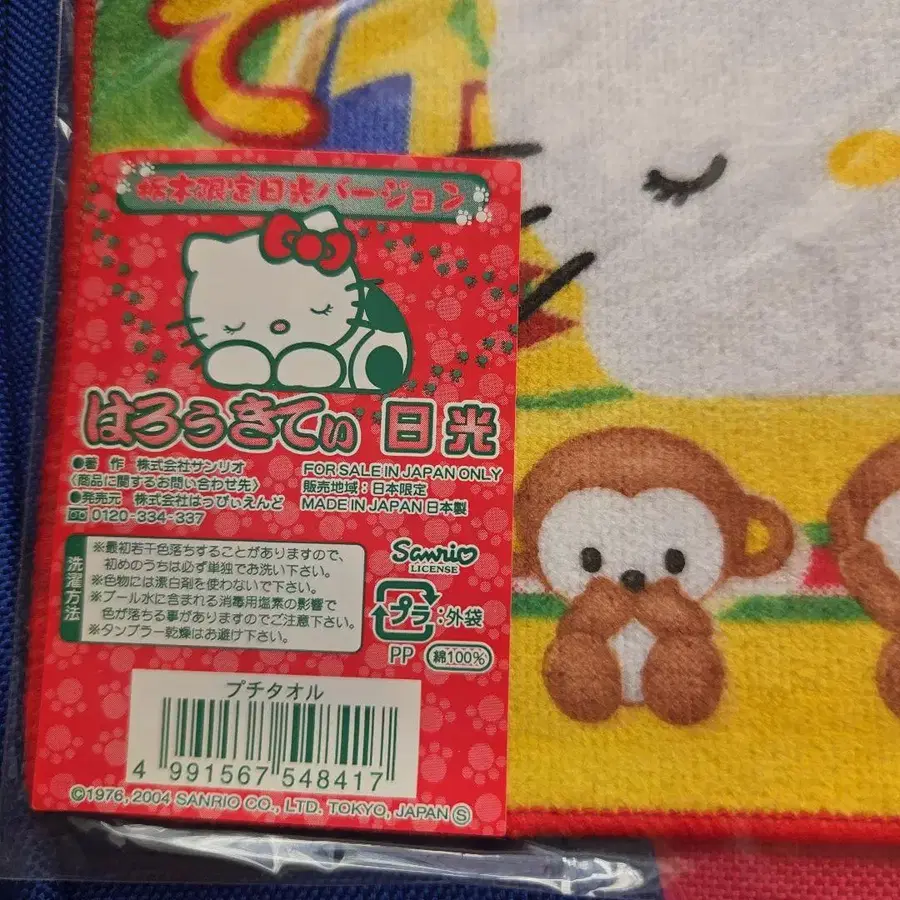 栃木限定日光バージョン
はろぅきてぃ 日光
●著 作 株式会社サンリオ
〈商品に関するお問い合わせ先〉
●発売元 株式会社はっぴぃえんど
0120-334-337
FOR SALE IN JAPAN ONLY
販売地域:日本限定
MADE IN JAPAN 日本製
洗濯方法
※最初若干色落ちすることがありますので、
初めのうちは必ず単独でお洗い下さい。
※色物には漂白剤を使わないで下さい。
※プール水に含まれる消毒用塩素の影響で
色が落ちる事がありますのでご注意下さい。
※タンブラー乾燥はお避け下さい。
Sanrio
LICENSE
プラ:外袋
PP 綿100%
プチタオル
4 991567 548417
©1976, 2004 SANRIO CO., LTD. TOKYO, JAPAN Ⓢ